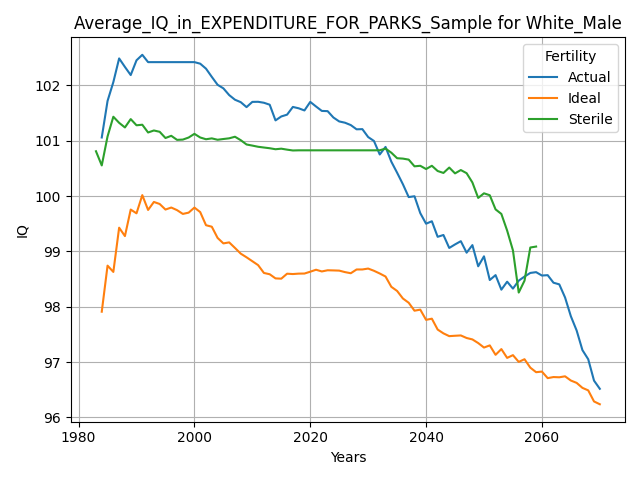 Average_IQ_in_EXPENDITURE_FOR_PARKS_Sample for White_Male
Fertility
Actual
Ideal
Sterile
102
101
100
99
98
97
96
IQ
1980
2000
2020
2040
2060
Years